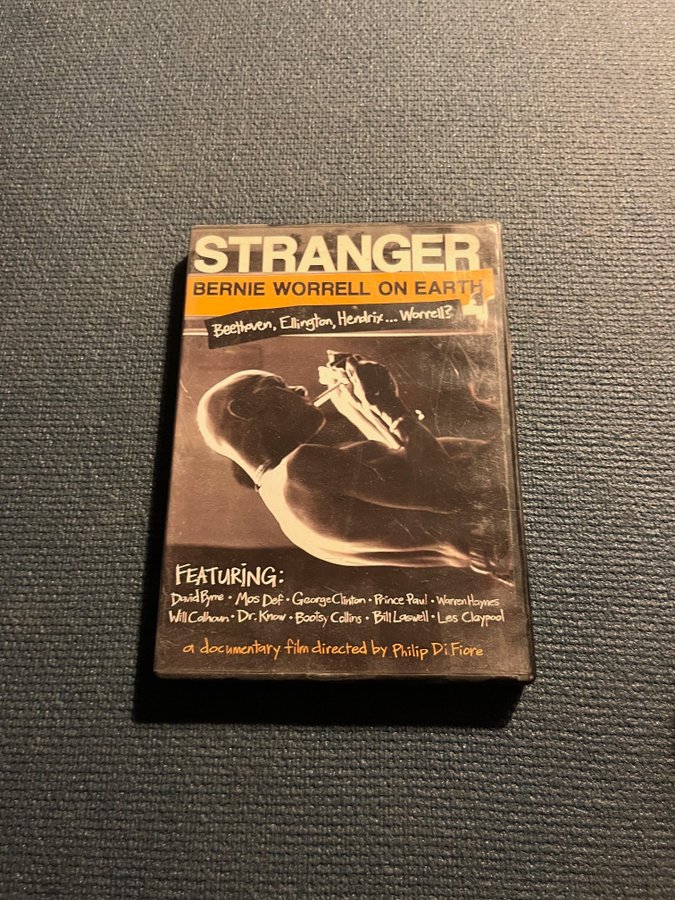 STRANGER
BERNIE WORRELL ON EARTH
Beethoven, Ellington, Hendrix... Worrell?
FEATURING:
David Byrne • Mos Def • George Clinton • Prince Paul • Warren Haynes
Will Calhoun • Dr. Know • Bootsy Collins • Bill Laswell • Les Claypool
a documentary film directed by Philip Di Fiore